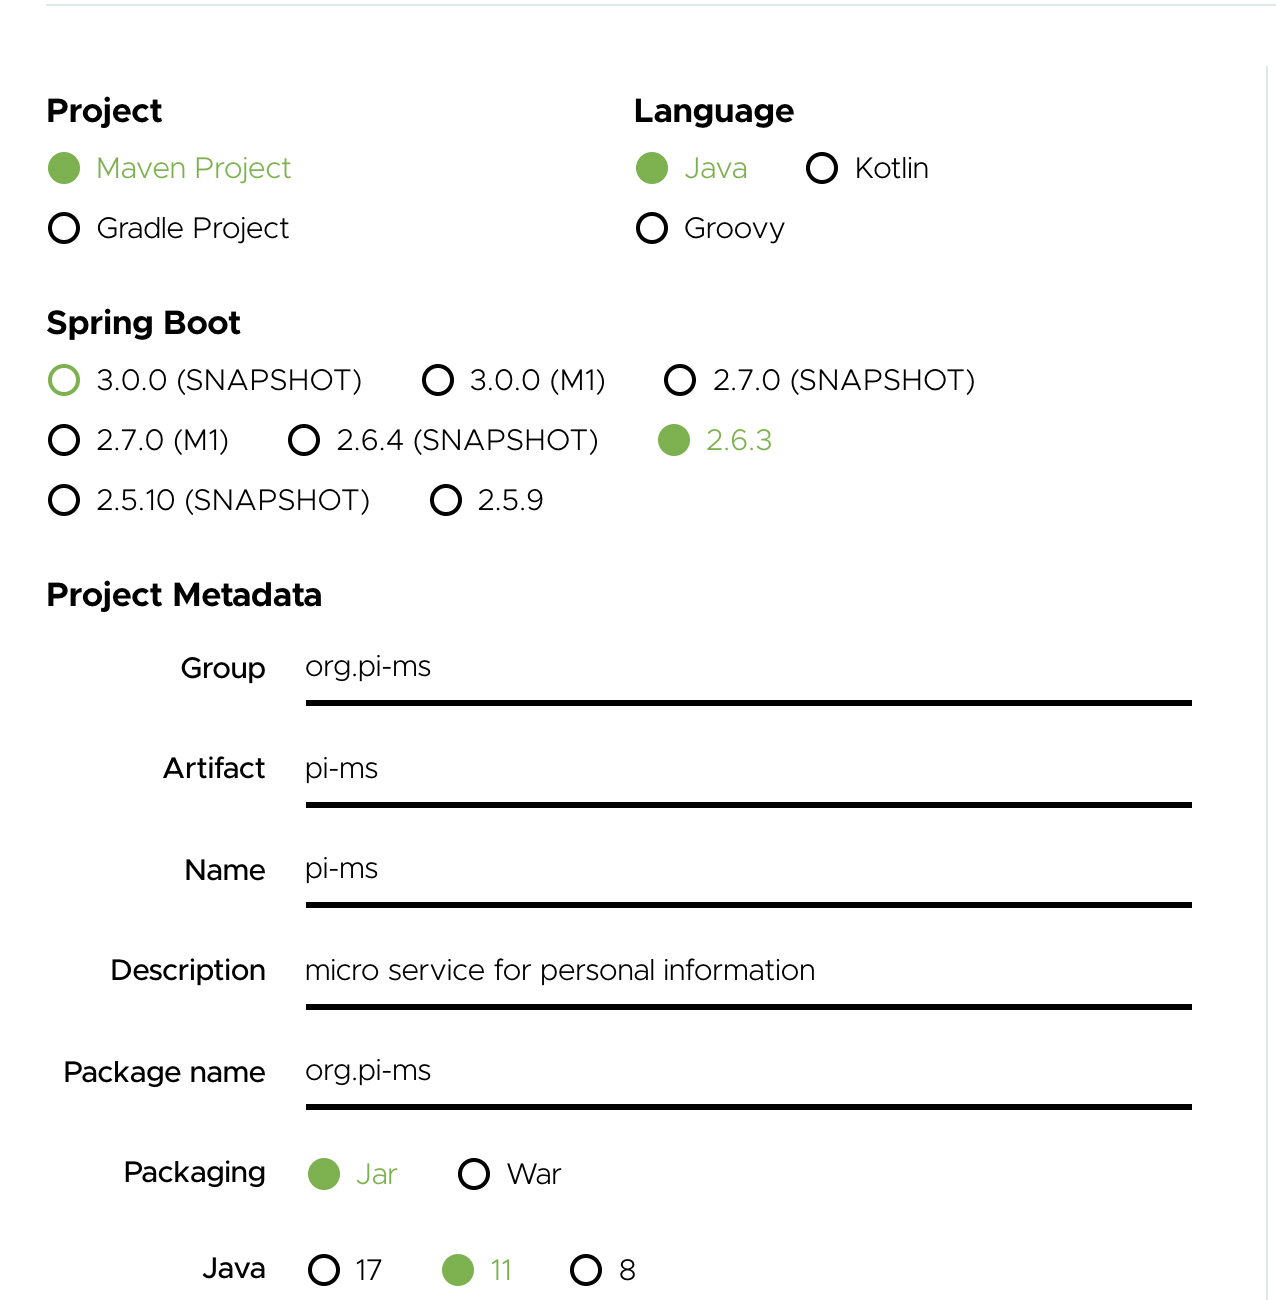 Project
Maven Project
Gradle Project
Language
Java Kotlin
Groovy
Spring Boot
3.0.0 (SNAPSHOT) 3.0.0 (M1) 2.7.0 (SNAPSHOT)
2.7.0 (M1) 2.6.4 (SNAPSHOT) 2.6.3
2.5.10 (SNAPSHOT) 2.5.9
Project Metadata
Group org.pi-ms
Artifact pi-ms
Name pi-ms
Description micro service for personal information
Package name org.pi-ms
Packaging Jar War
Java 17 11 8